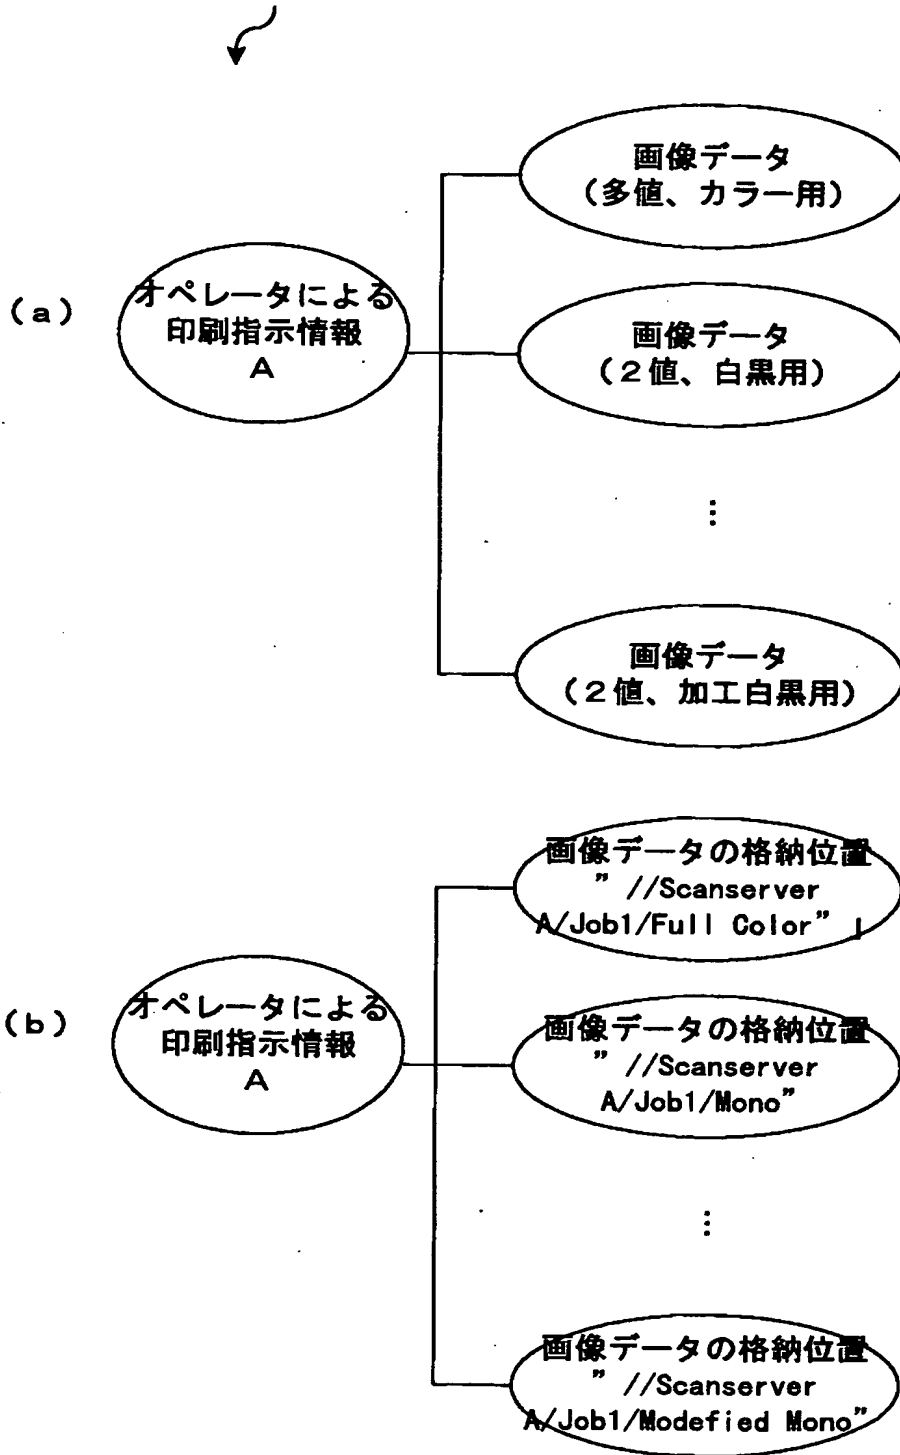 画像データ
(多値、カラー用)
(a)
オペレータによる
印刷指示情報
A
画像データ
(2値、白黒用)
⋮
画像データ
(2値、加工白黒用)
画像データの格納位置
” //Scanserver
A/Job1/Full Color”
(b)
オペレータによる
印刷指示情報
A
画像データの格納位置
” //Scanserver
A/Job1/Mono”
⋮
画像データの格納位置
” //Scanserver
A/Job1/Modefied Mono”